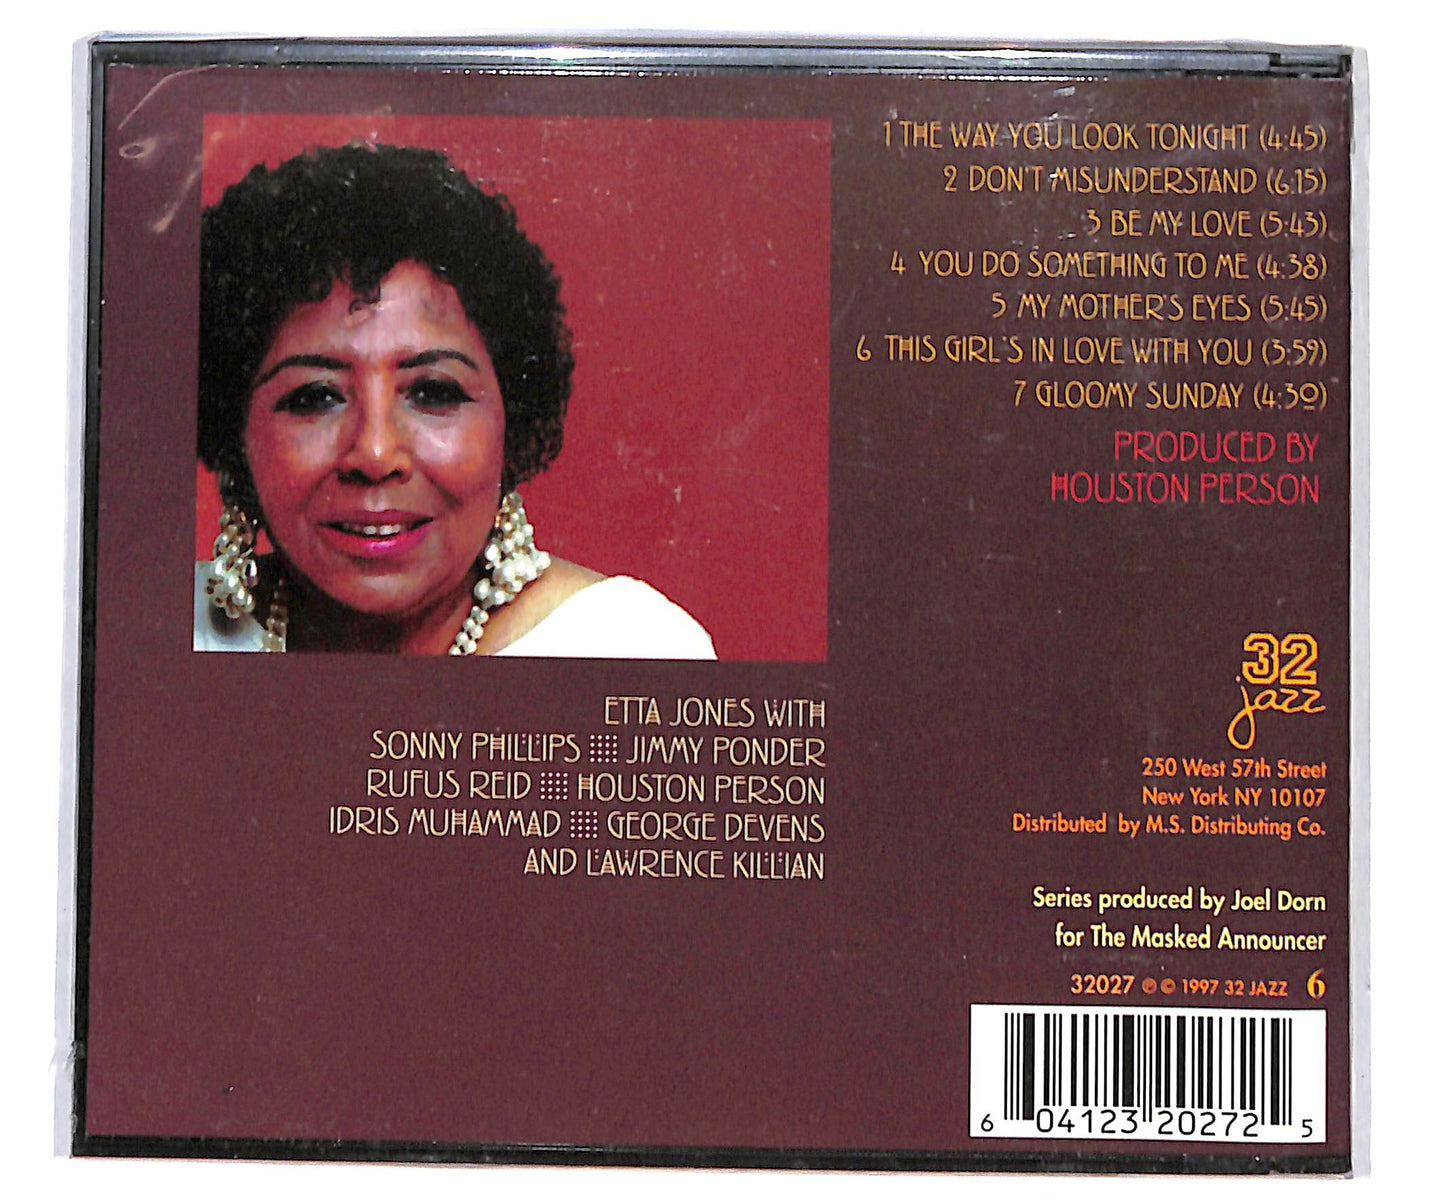 1 THE WAY YOU LOOK TONIGHT (4:45)
2 DON'T MISUNDERSTAND (6:15)
3 BE MY LOVE (5:43)
4 YOU DO SOMETHING TO ME (4:38)
5 MY MOTHER'S EYES (5:45)
6 THIS GIRL'S IN LOVE WITH YOU (3:59)
7 GLOOMY SUNDAY (4:30)
PRODUCED BY
HOUSTON PERSON
ETTA JONES WITH
SONNY PHILLIPS JIMMY PONDER
RUFUS REID HOUSTON PERSON
IDRIS MUHAMMAD GEORGE DEVENS
AND LAWRENCE KILLIAN
32
jazz
250 West 57th Street
New York NY 10107
Distributed by M.S. Distributing Co.
Series produced by Joel Dorn
for The Masked Announcer
32027 ℗ © 1997 32 JAZZ 6
6 04123 20272 5